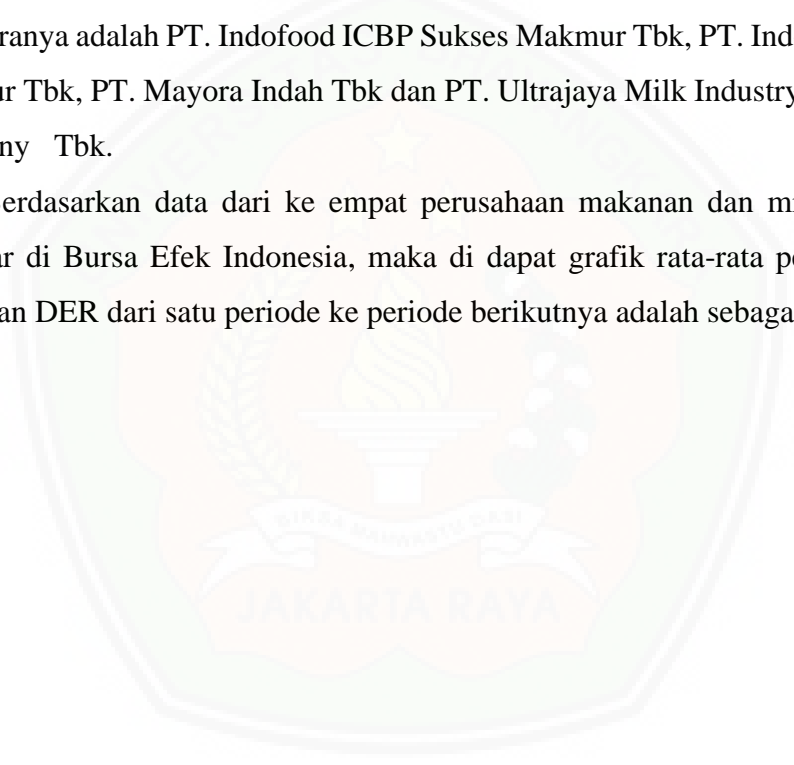 ranya adalah PT. Indofood ICBP Sukses Makmur Tbk, PT. Ind
ur Tbk, PT. Mayora Indah Tbk dan PT. Ultrajaya Milk Industry
ny Tbk.
erdasarkan data dari ke empat perusahaan makanan dan mi
ar di Bursa Efek Indonesia, maka di dapat grafik rata-rata pe
an DER dari satu periode ke periode berikutnya adalah sebaga
JAKARTA RAYA